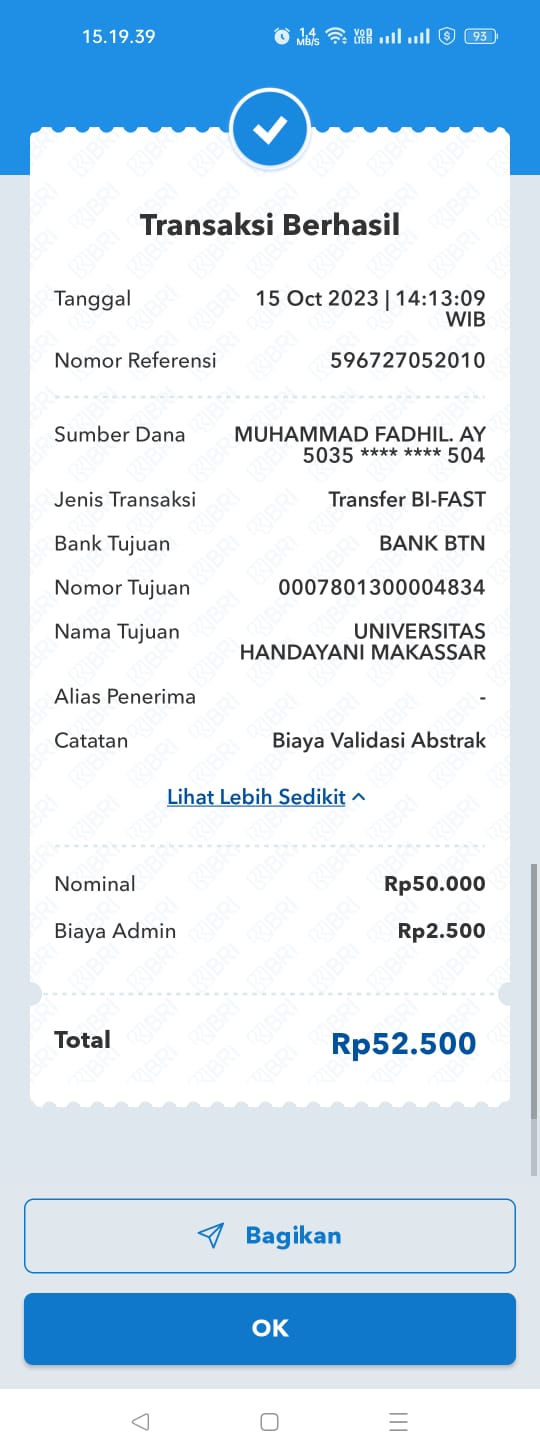 15.19.39
1,4
MB/S
VoD
LTE
93
Transaksi Berhasil
Tanggal 15 Oct 2023 | 14:13:09
WIB
Nomor Referensi 596727052010
Sumber Dana MUHAMMAD FADHIL. AY
5035 **** **** 504
Jenis Transaksi Transfer BI-FAST
Bank Tujuan BANK BTN
Nomor Tujuan 0007801300004834
Nama Tujuan UNIVERSITAS
HANDAYANI MAKASSAR
Alias Penerima -
Catatan Biaya Validasi Abstrak
Lihat Lebih Sedikit
Nominal Rp50.000
Biaya Admin Rp2.500
Total Rp52.500
Bagikan
OK